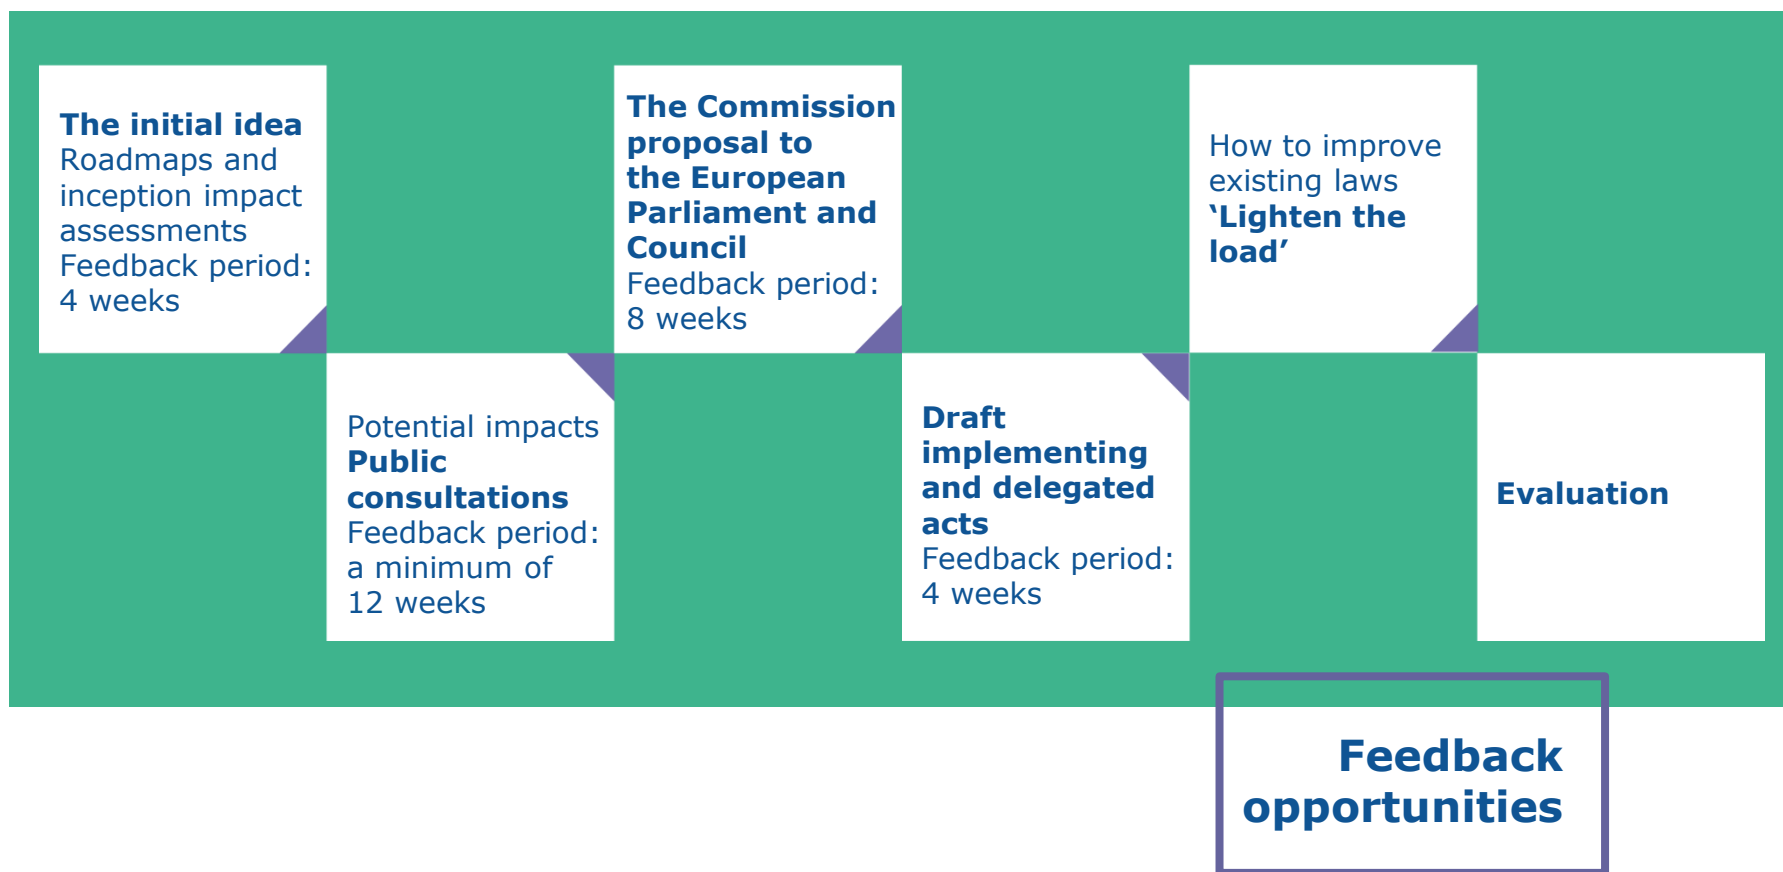 The initial idea
Roadmaps and
inception impact
assessments
Feedback period:
4 weeks
Potential impacts
Public
consultations
Feedback period:
a minimum of
12 weeks
The Commission
proposal to
the European
Parliament and
Council
Feedback period:
8 weeks
Draft
implementing
and delegated
acts
Feedback period:
4 weeks
How to improve
existing laws
‘Lighten the
load’
Evaluation
Feedback
opportunities